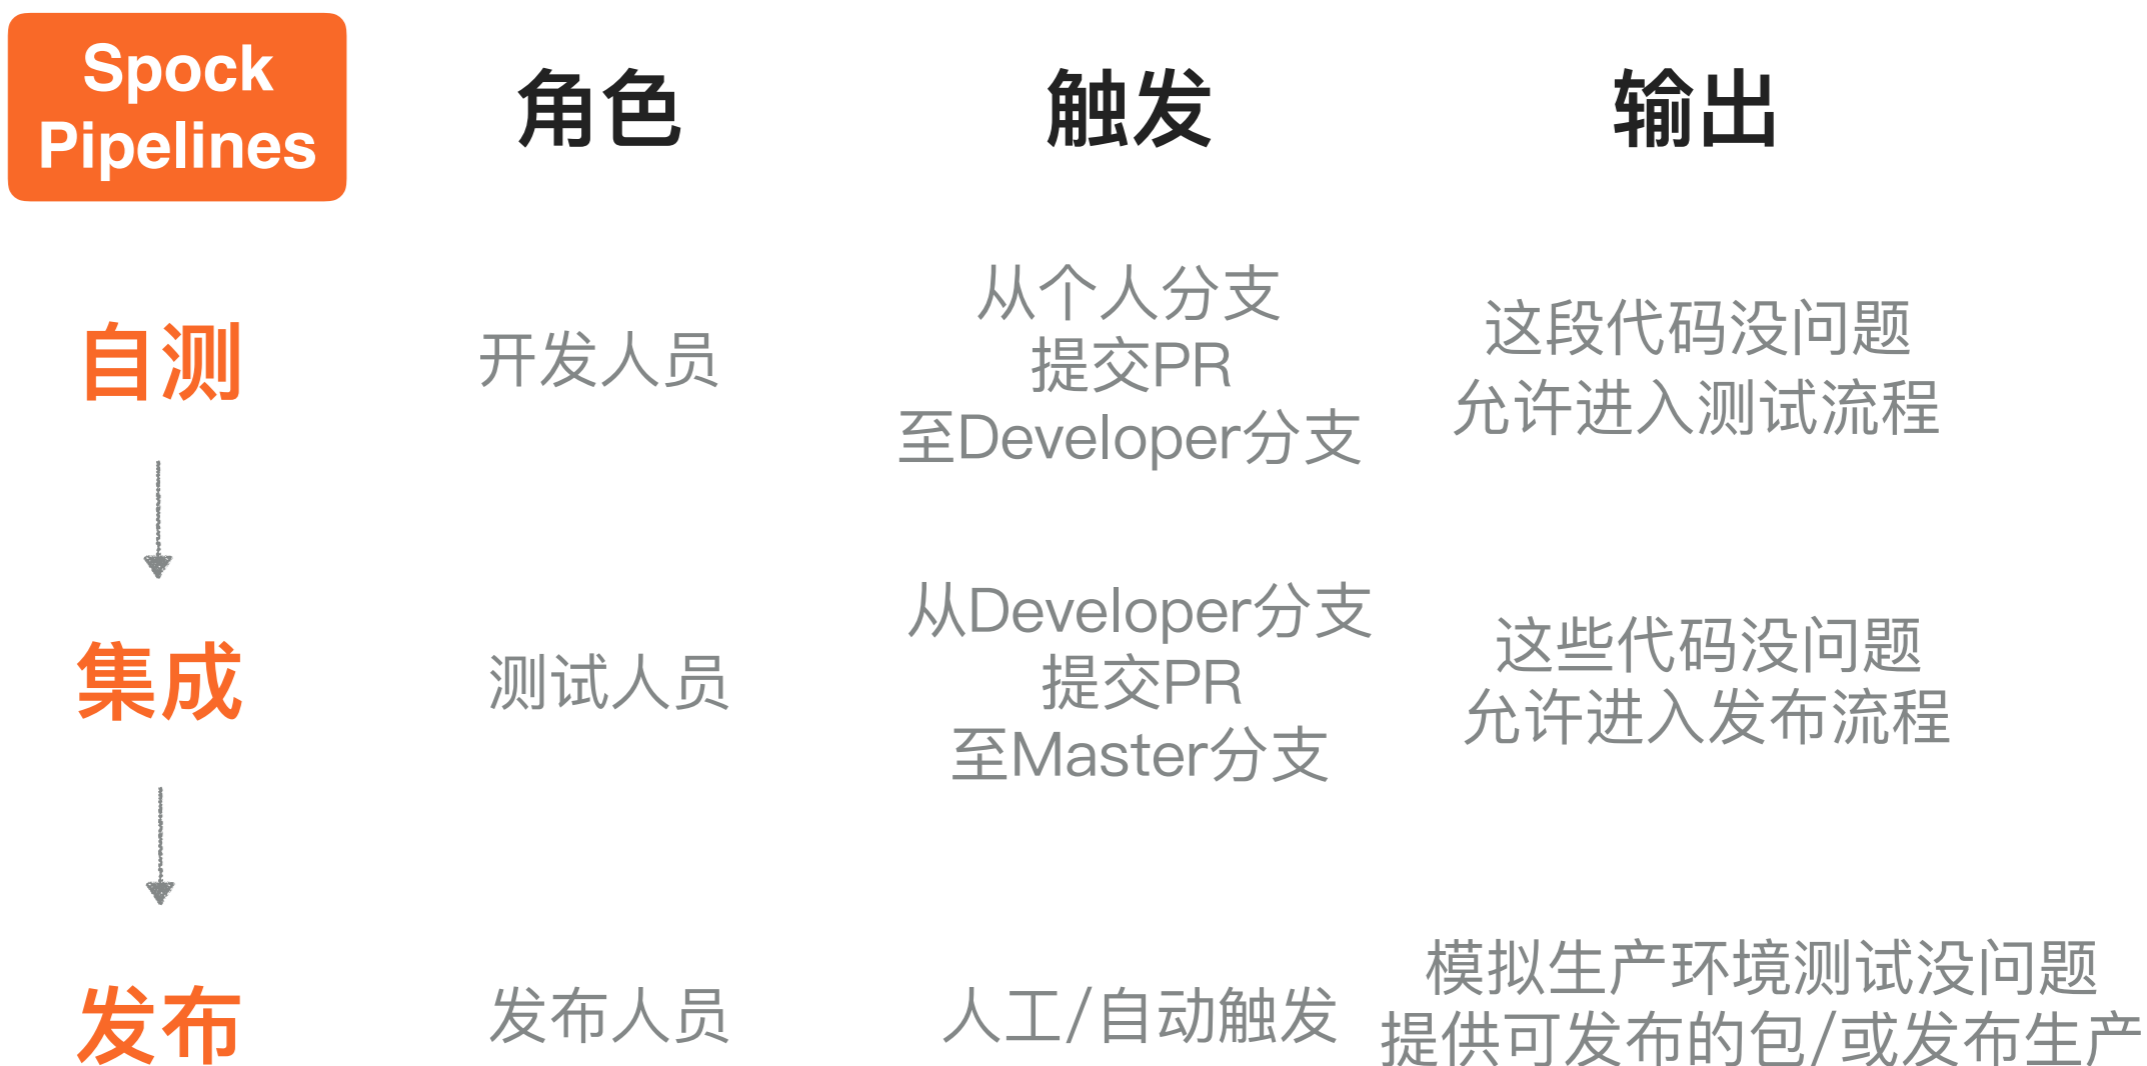 Spock
Pipelines
角色
触发
输出
自测
开发人员
从个人分支
提交PR
至Developer分支
这段代码没问题
允许进入测试流程
集成
测试人员
从Developer分支
提交PR
至Master分支
这些代码没问题
允许进入发布流程
发布
发布人员
人工/自动触发
模拟生产环境测试没问题
提供可发布的包/或发布生产